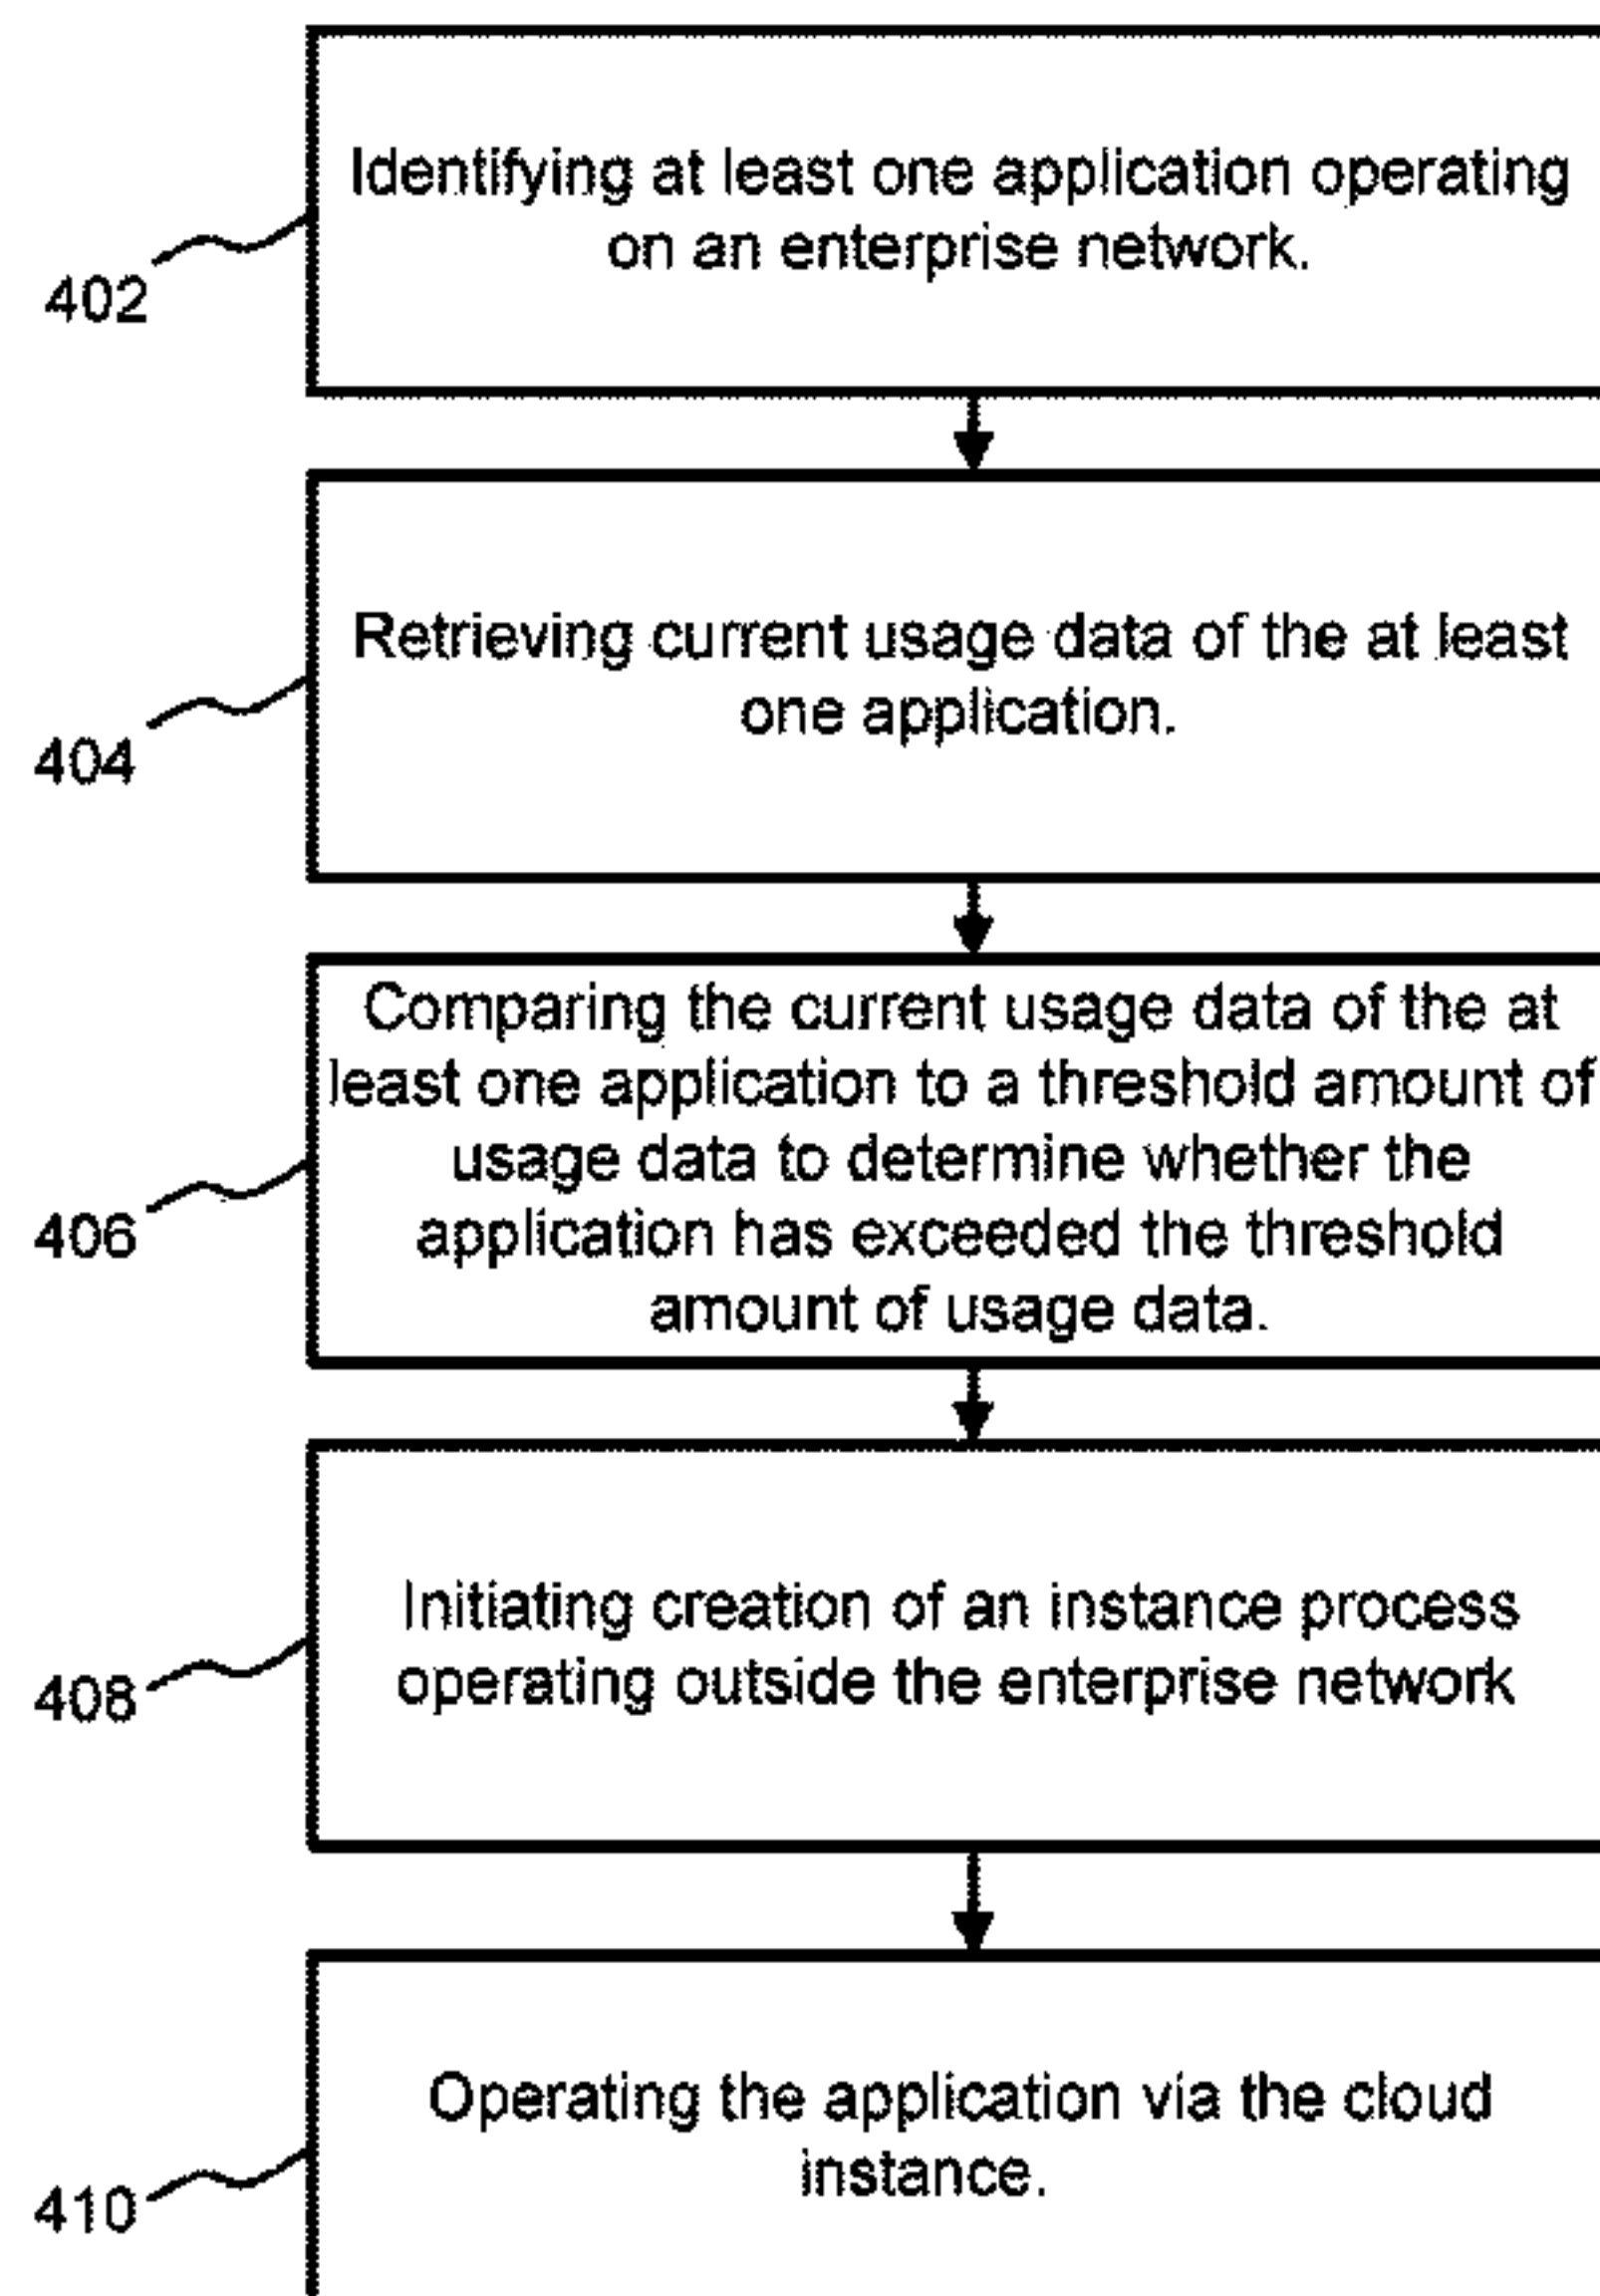 Identifying at least one application operating
on an enterprise network.
402
Retrieving current usage data of the at least
one application.
404
Comparing the current usage data of the at
least one application to a threshold amount of
usage data to determine whether the
application has exceeded the threshold
amount of usage data.
406
Initiating creation of an instance process
operating outside the enterprise network
408
Operating the application via the cloud
instance.
410